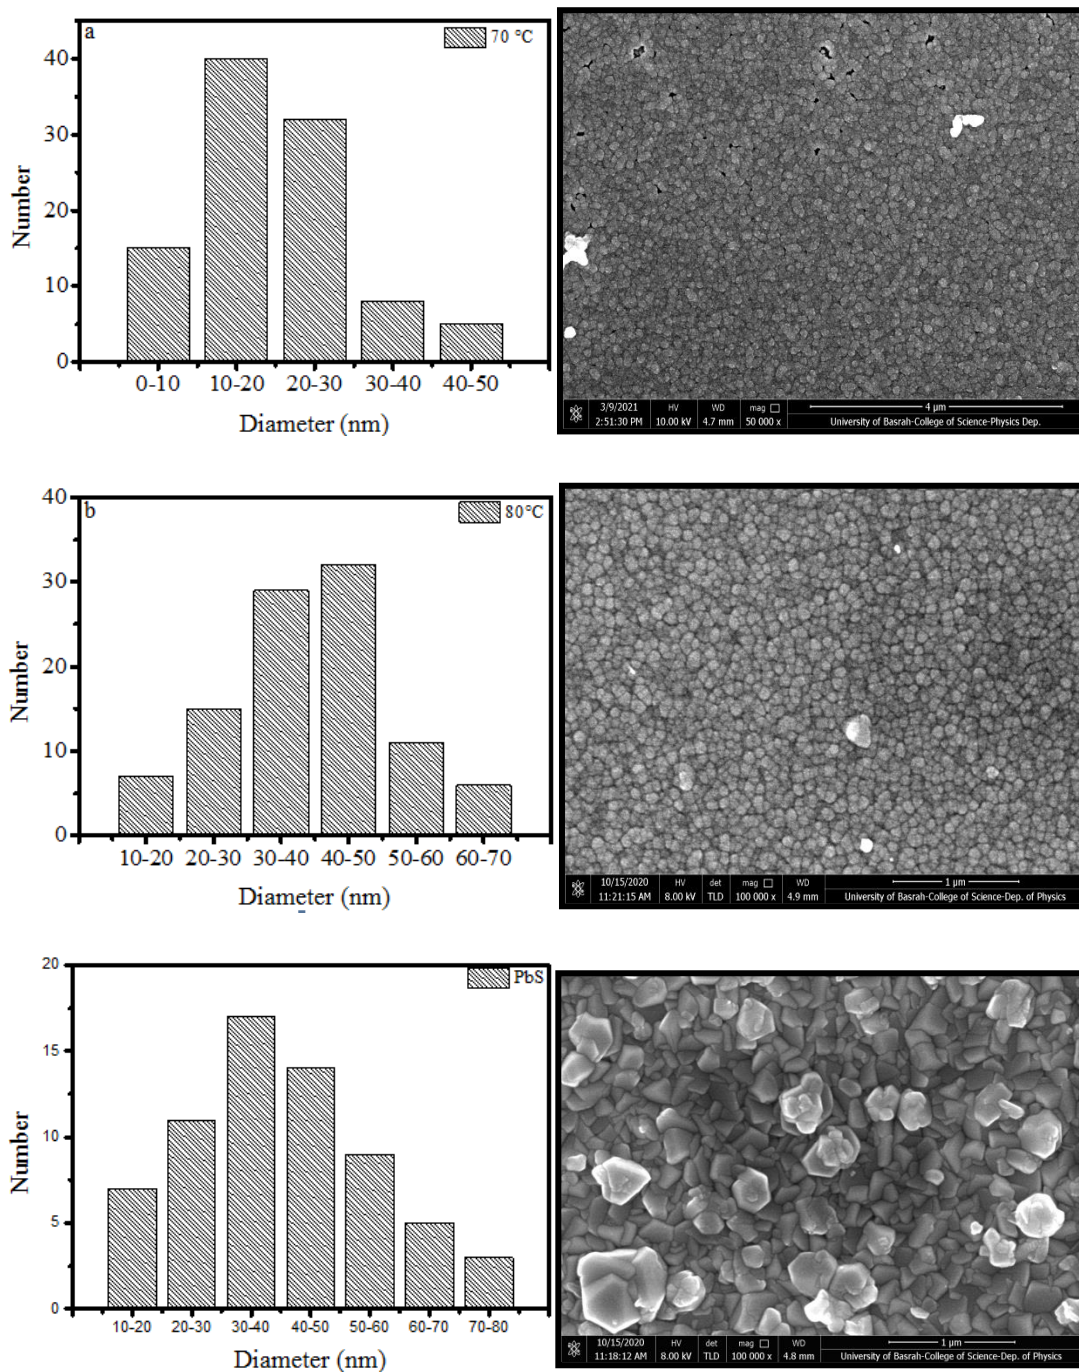 a
70 °C
40
30
20
10
0
Number
0-10 10-20 20-30 30-40 40-50
Diameter (nm)
3/9/2021 HV WD mag 4 µm
2:51:30 PM 10.00 kV 4.7 mm 50 000 x University of Basrah-College of Science-Physics Dep.
b
80°C
40
30
20
10
0
Number
10-20 20-30 30-40 40-50 50-60 60-70
Diameter (nm)
10/15/2020 HV det mag WD 1 µm
11:21:15 AM 8.00 kV TLD 100 000 x 4.9 mm University of Basrah-College of Science-Dep. of Physics
PbS
20
15
10
5
0
Number
10-20 20-30 30-40 40-50 50-60 60-70 70-80
Diameter (nm)
10/15/2020 HV det mag WD 1 µm
11:18:12 AM 8.00 kV TLD 100 000 x 4.8 mm University of Basrah-College of Science-Dep. of Physics